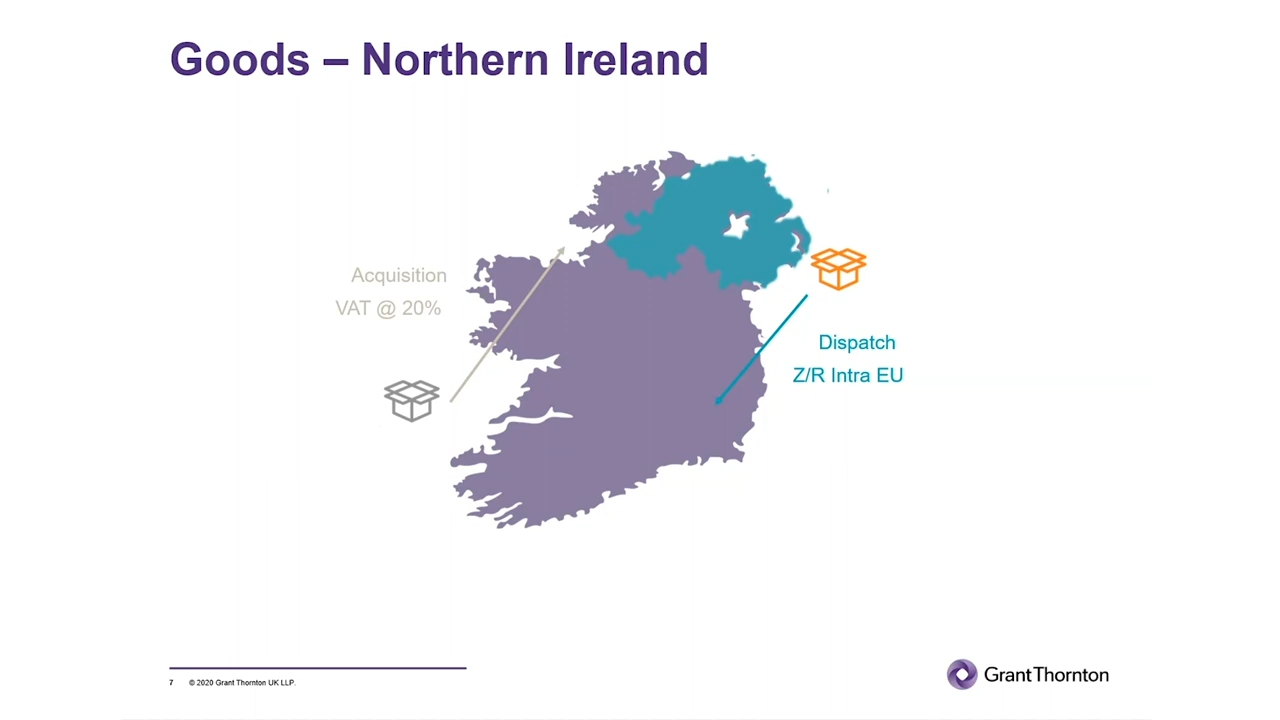 Goods – Northern Ireland
Acquisition
VAT @ 20%
Dispatch
Z/R Intra EU
7 © 2020 Grant Thornton UK LLP.
GrantThornton